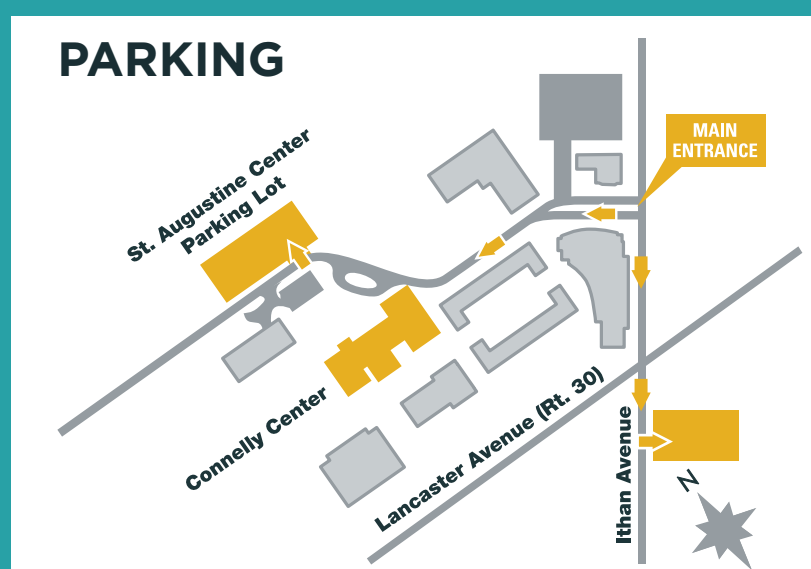 PARKING
MAIN
ENTRANCE
St. Augustine Center
Parking Lot
Connelly Center
Lancaster Avenue (Rt. 30)
Ithan Avenue
N